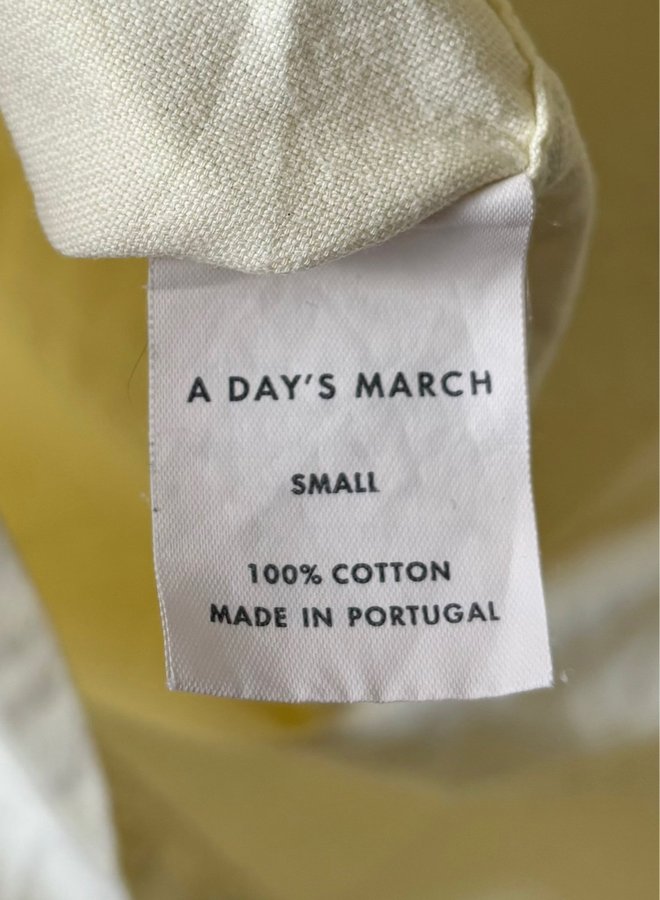 A DAY'S MARCH
SMALL
100% COTTON
MADE IN PORTUGAL